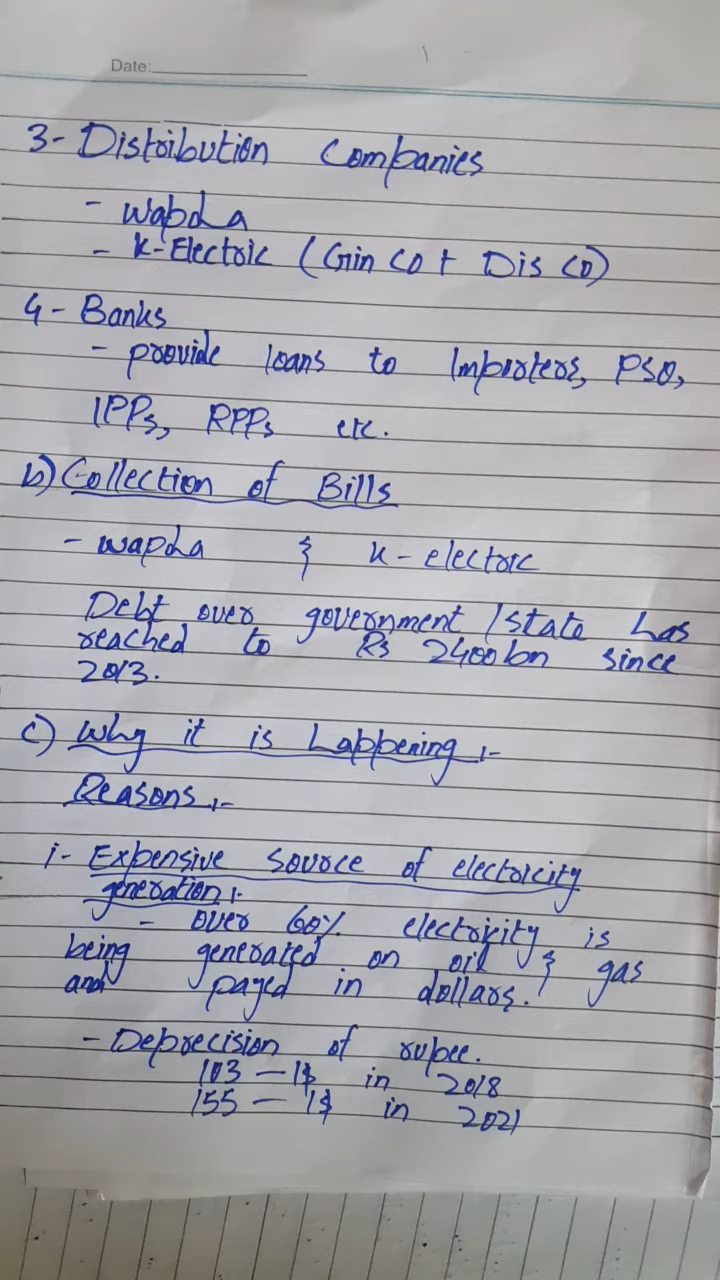 Date:
3- Distribution Companies
- Wapda
- K-Electric (Gin Co + Dis Co)
4- Banks
- provide loans to Importers, PSO,
IPPs, RPPs etc.
b) Collection of Bills
- wapda & k-electric
Debt over government / state has
reached to Rs 2400bn since
2013.
c) Why it is happening :-
Reasons :-
i- Expensive source of electricity
generation :-
- over 60% electricity is
being generated on oil & gas
and payed in dollars.
- Deprecision of rupee.
103 - 1$ in 2018
155 - 1$ in 2021